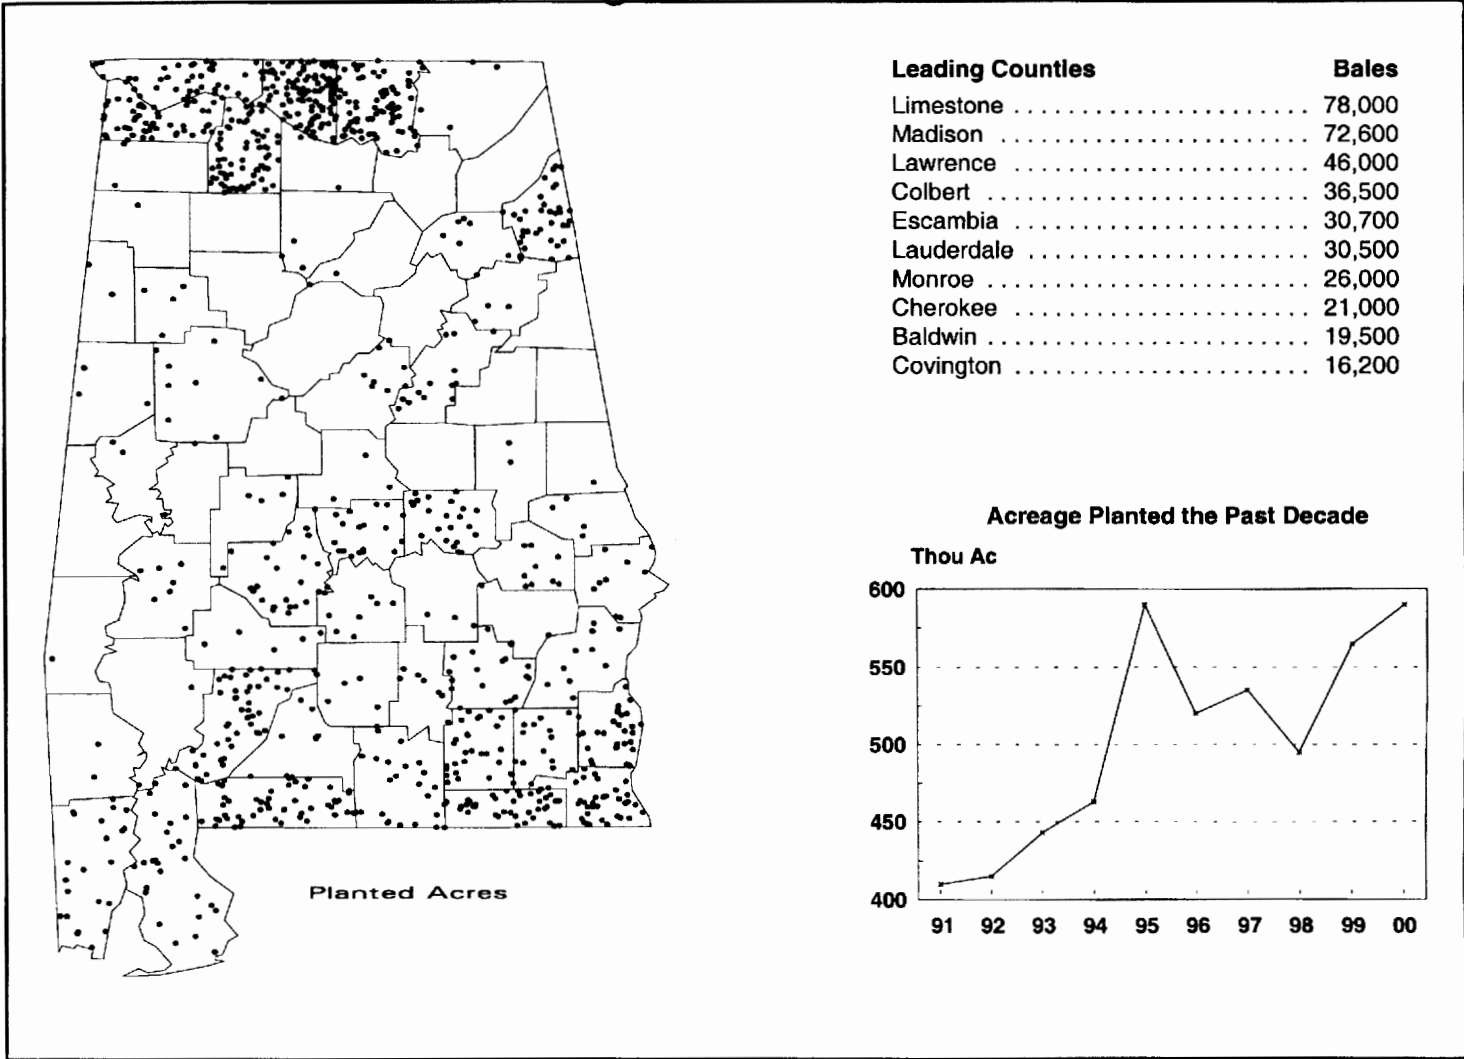 Leading Counties Bales
Limestone . . . . . . . . . . . . . . . . . . . . . . 78,000
Madison . . . . . . . . . . . . . . . . . . . . . . . 72,600
Lawrence . . . . . . . . . . . . . . . . . . . . . . 46,000
Colbert . . . . . . . . . . . . . . . . . . . . . . . . 36,500
Escambia . . . . . . . . . . . . . . . . . . . . . . 30,700
Lauderdale . . . . . . . . . . . . . . . . . . . . . 30,500
Monroe . . . . . . . . . . . . . . . . . . . . . . . . 26,000
Cherokee . . . . . . . . . . . . . . . . . . . . . . 21,000
Baldwin . . . . . . . . . . . . . . . . . . . . . . . . 19,500
Covington . . . . . . . . . . . . . . . . . . . . . . 16,200
Planted Acres
Acreage Planted the Past Decade
Thou Ac
600
550
500
450
400
91 92 93 94 95 96 97 98 99 00